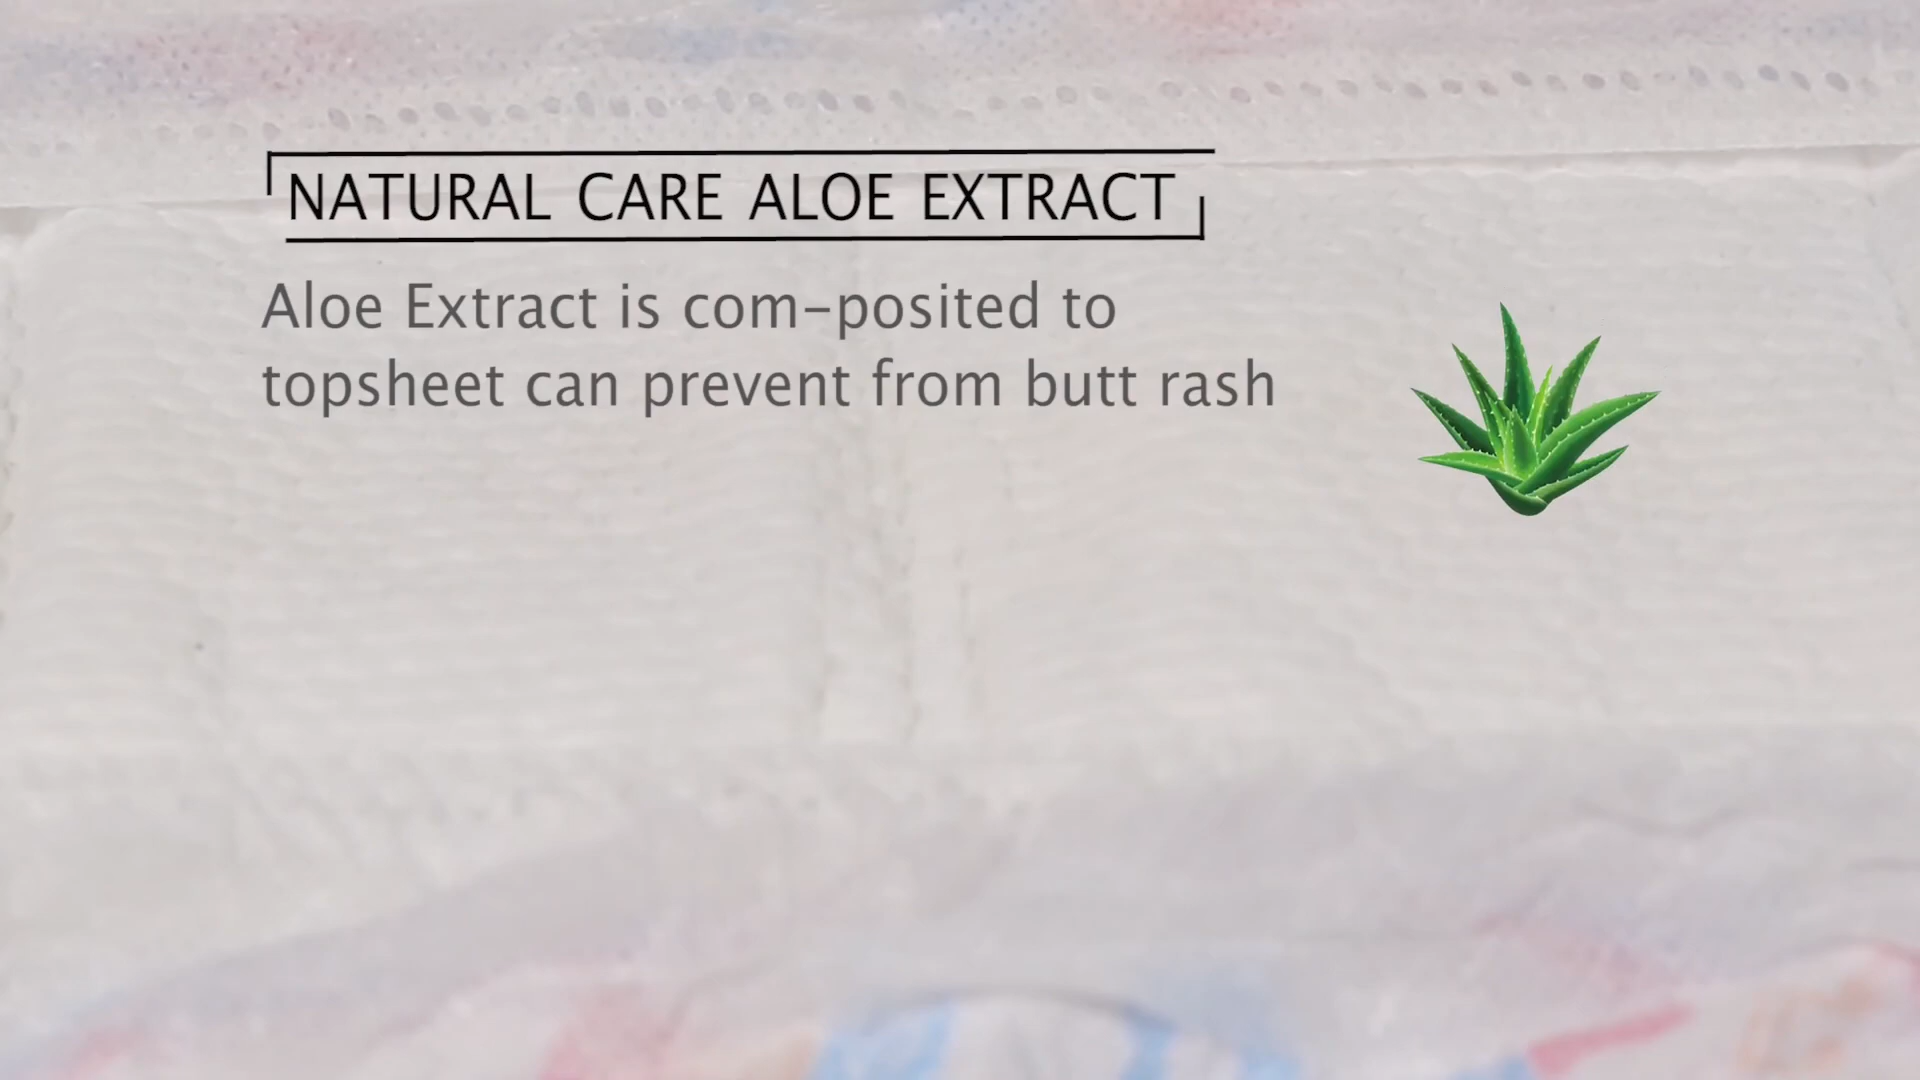 NATURAL CARE ALOE EXTRACT
Aloe Extract is com-posited to
topsheet can prevent from butt rash